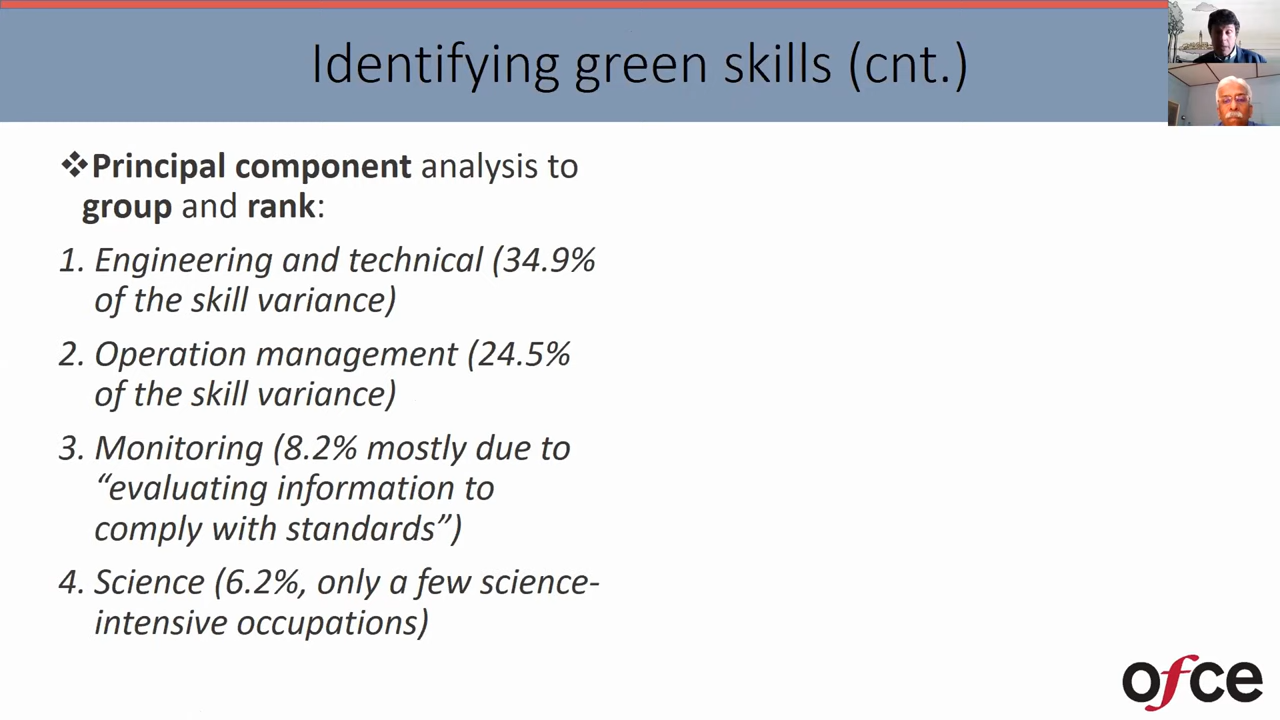 Identifying green skills (cnt.)
❖Principal component analysis to
group and rank:
1. Engineering and technical (34.9%
of the skill variance)
2. Operation management (24.5%
of the skill variance)
3. Monitoring (8.2% mostly due to
“evaluating information to
comply with standards”)
4. Science (6.2%, only a few science-
intensive occupations)
ofce